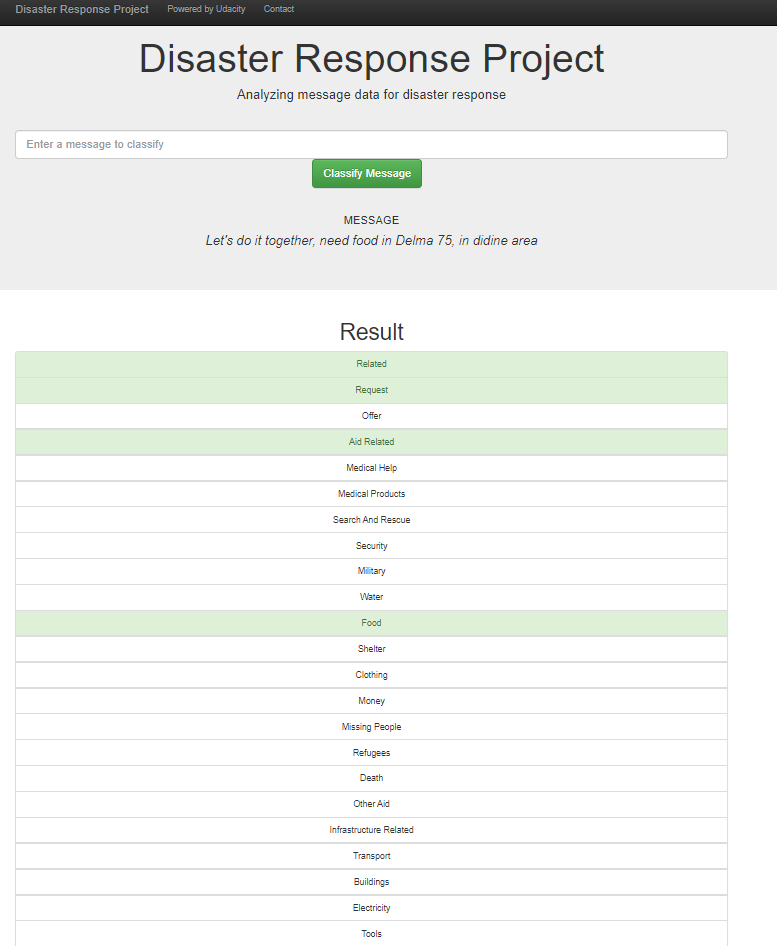 Disaster Response Project Powered by Udacity Contact
Disaster Response Project
Analyzing message data for disaster response
Enter a message to classify
Classify Message
MESSAGE
Let's do it together, need food in Delma 75, in didine area
Result
Related
Request
Offer
Aid Related
Medical Help
Medical Products
Search And Rescue
Security
Military
Water
Food
Shelter
Clothing
Money
Missing People
Refugees
Death
Other Aid
Infrastructure Related
Transport
Buildings
Electricity
Tools